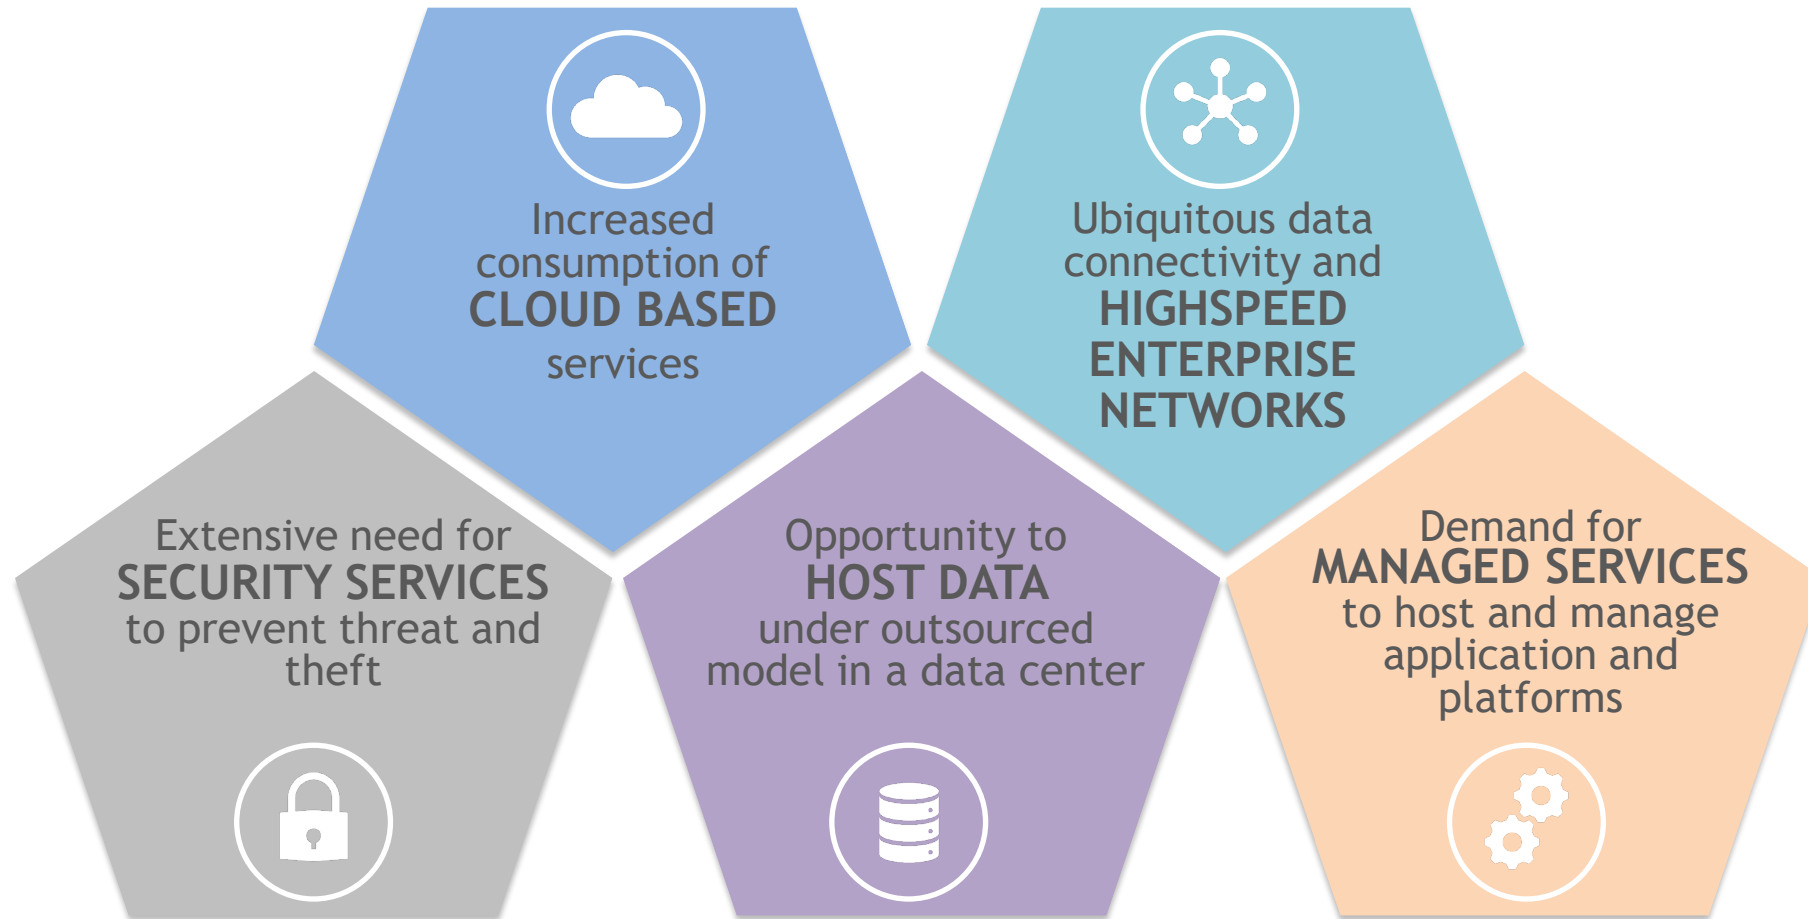 Increased
consumption of
CLOUD BASED
services
Ubiquitous data
connectivity and
HIGHSPEED
ENTERPRISE
NETWORKS
Extensive need for
SECURITY SERVICES
to prevent threat and
theft
Opportunity to
HOST DATA
under outsourced
model in a data center
Demand for
MANAGED SERVICES
to host and manage
application and
platforms